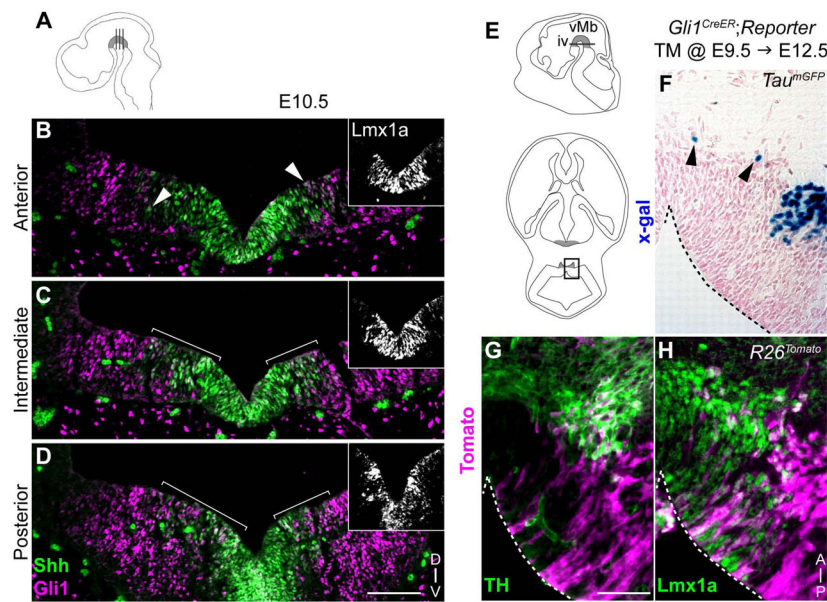 A
E10.5
B
Lmx1a
Anterior
C
Intermediate
D
Posterior
Shh
Gli1
D
V
E
vMb
iv
Gli1CreER;Reporter
TM @ E9.5 → E12.5
F
TaumGFP
x-gal
G
H
R26Tomato
Tomato
TH
Lmx1a
A
P